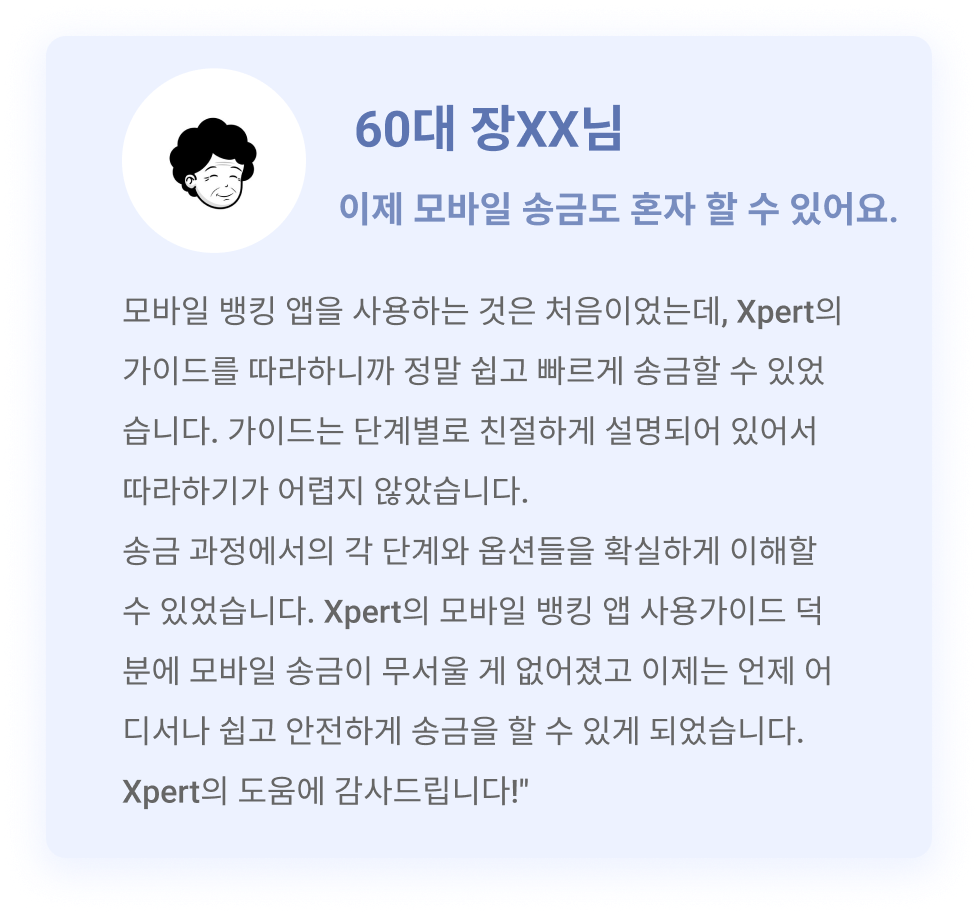 60대 장XX님
이제 모바일 송금도 혼자 할 수 있어요.
모바일 뱅킹 앱을 사용하는 것은 처음이었는데, Xpert의
가이드를 따라하니까 정말 쉽고 빠르게 송금할 수 있었
습니다. 가이드는 단계별로 친절하게 설명되어 있어서
따라하기가 어렵지 않았습니다.
송금 과정에서의 각 단계와 옵션들을 확실하게 이해할
수 있었습니다. Xpert의 모바일 뱅킹 앱 사용가이드 덕
분에 모바일 송금이 무서울 게 없어졌고 이제는 언제 어
디서나 쉽고 안전하게 송금을 할 수 있게 되었습니다.
Xpert의 도움에 감사드립니다!"